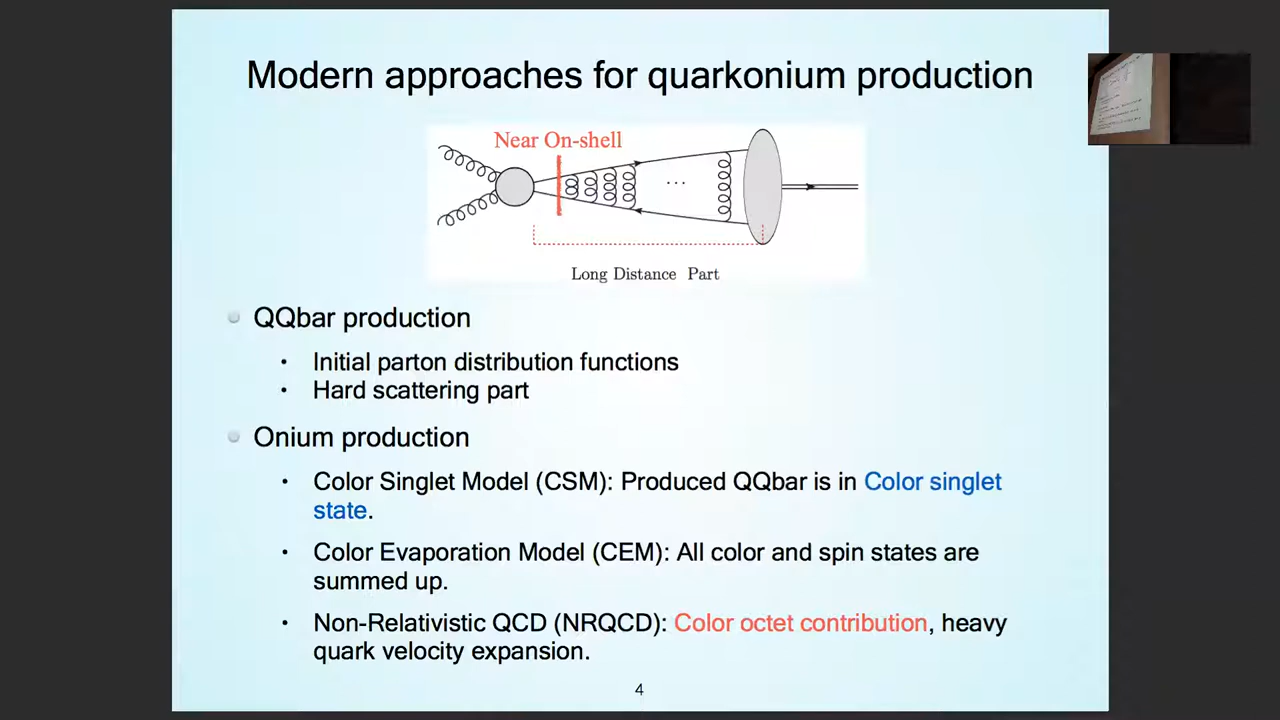 Modern approaches for quarkonium production
Near On-shell
...
Long Distance Part
QQbar production
• Initial parton distribution functions
• Hard scattering part
Onium production
• Color Singlet Model (CSM): Produced QQbar is in Color singlet
state.
• Color Evaporation Model (CEM): All color and spin states are
summed up.
• Non-Relativistic QCD (NRQCD): Color octet contribution, heavy
quark velocity expansion.
4